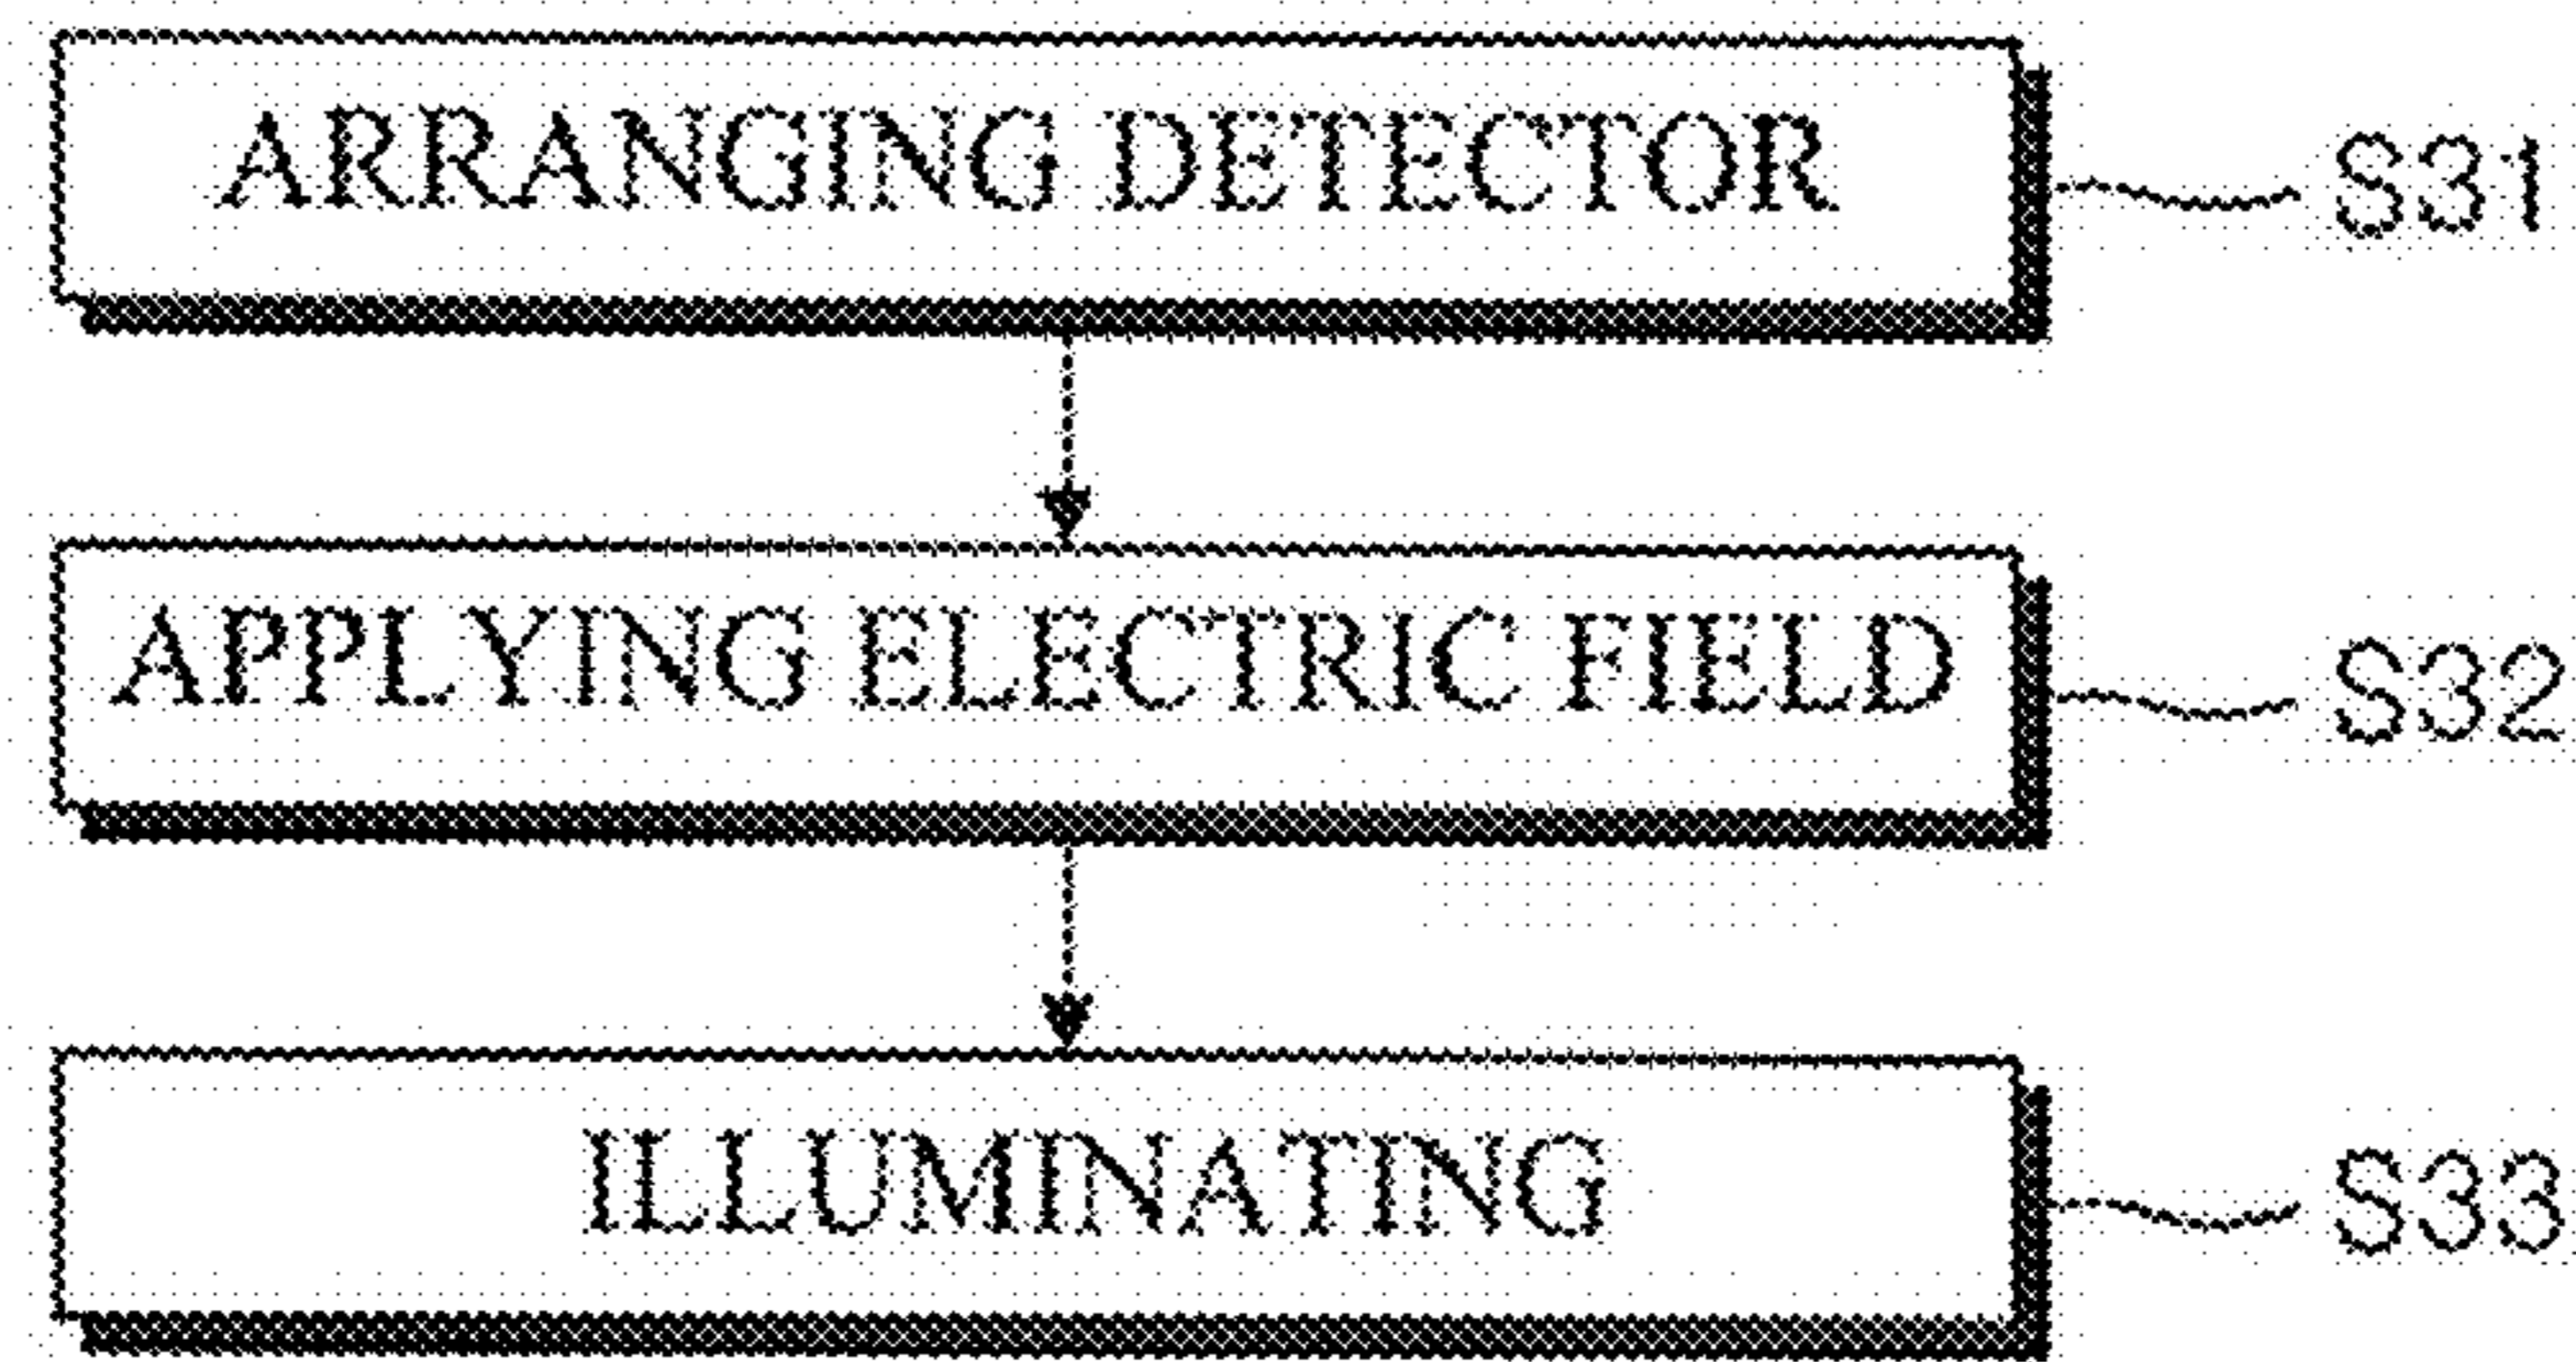 ARRANGING DETECTOR
S31
APPLYING ELECTRIC FIELD
S32
ILLUMINATING
S33